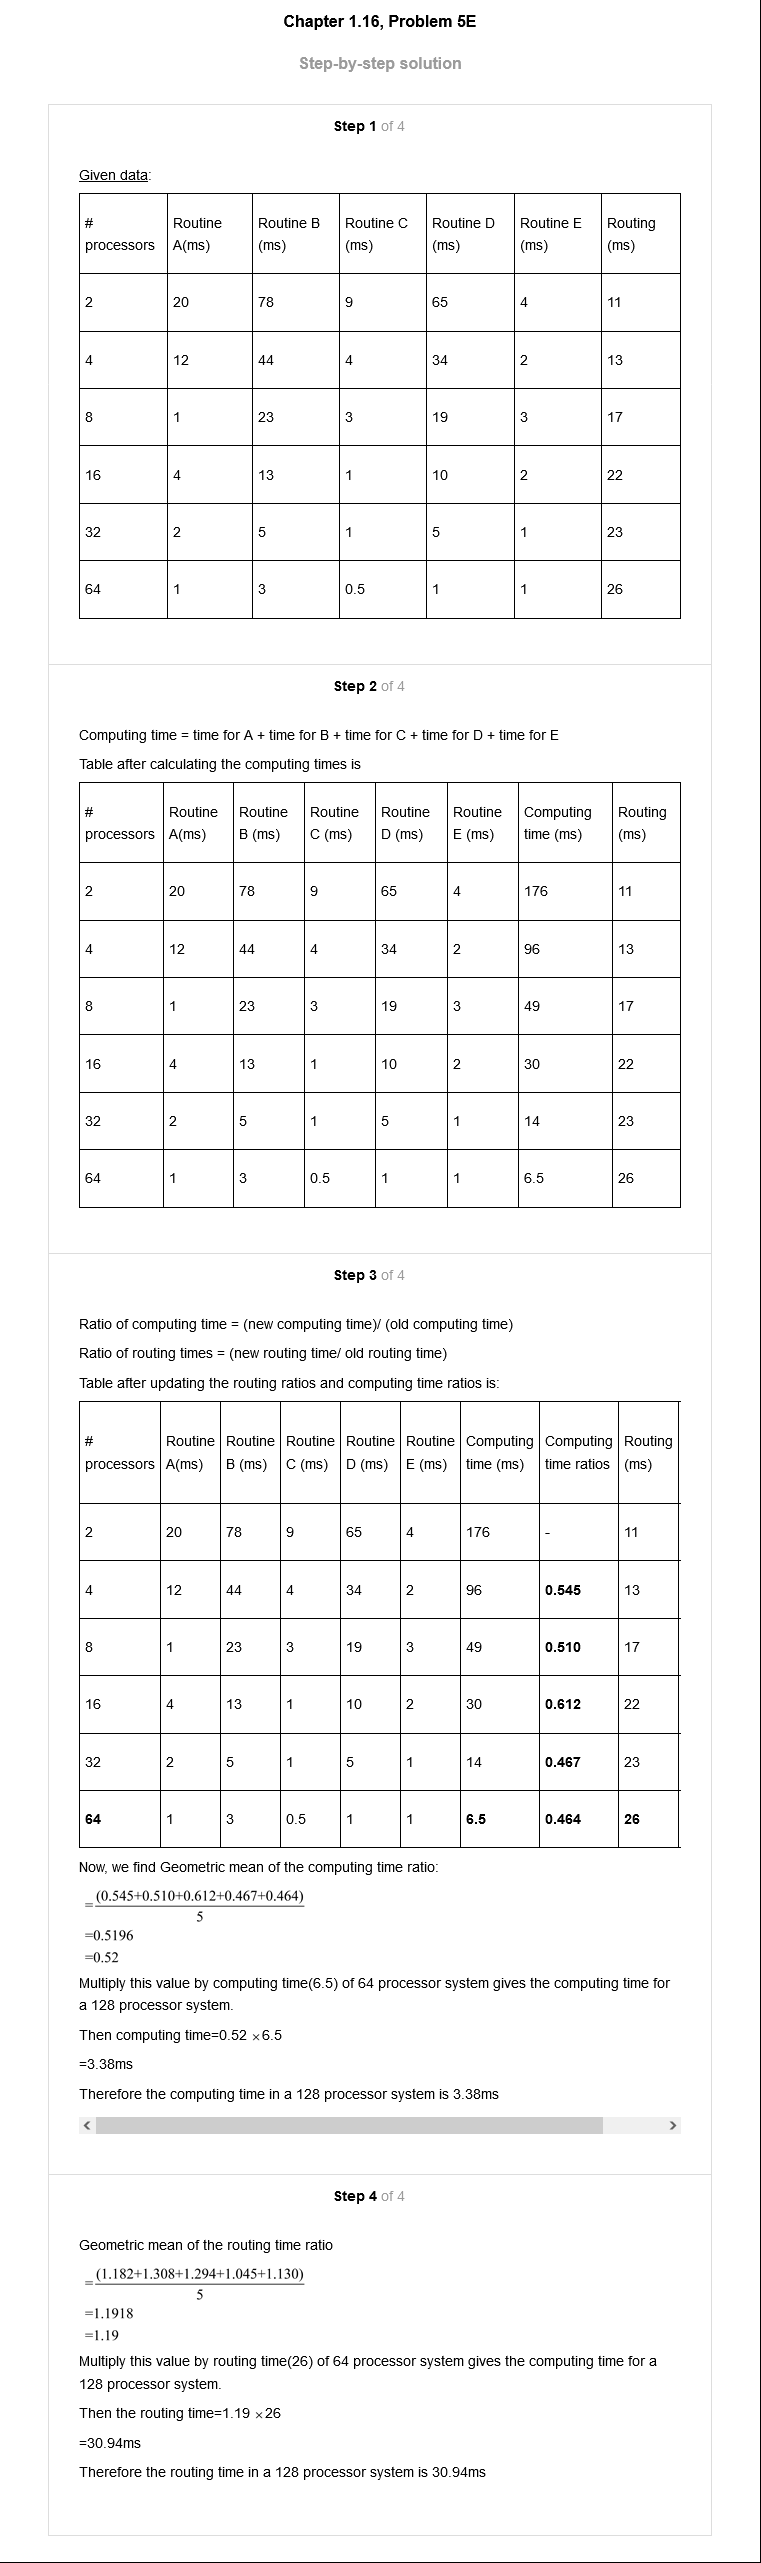 Chapter 1.16, Problem 5E
Step-by-step solution
Step 1 of 4
Given data:
# processors Routine A(ms) Routine B (ms) Routine C (ms) Routine D (ms) Routine E (ms) Routing (ms)
2 20 78 9 65 4 11
4 12 44 4 34 2 13
8 1 23 3 19 3 17
16 4 13 1 10 2 22
32 2 5 1 5 1 23
64 1 3 0.5 1 1 26
Step 2 of 4
Computing time = time for A + time for B + time for C + time for D + time for E
Table after calculating the computing times is
# processors Routine A(ms) Routine B (ms) Routine C (ms) Routine D (ms) Routine E (ms) Computing time (ms) Routing (ms)
2 20 78 9 65 4 176 11
4 12 44 4 34 2 96 13
8 1 23 3 19 3 49 17
16 4 13 1 10 2 30 22
32 2 5 1 5 1 14 23
64 1 3 0.5 1 1 6.5 26
Step 3 of 4
Ratio of computing time = (new computing time)/ (old computing time)
Ratio of routing times = (new routing time/ old routing time)
Table after updating the routing ratios and computing time ratios is:
# processors Routine A(ms) Routine B (ms) Routine C (ms) Routine D (ms) Routine E (ms) Computing time (ms) Computing time ratios Routing (ms)
2 20 78 9 65 4 176 - 11
4 12 44 4 34 2 96 0.545 13
8 1 23 3 19 3 49 0.510 17
16 4 13 1 10 2 30 0.612 22
32 2 5 1 5 1 14 0.467 23
64 1 3 0.5 1 1 6.5 0.464 26
Now, we find Geometric mean of the computing time ratio:
=(0.545+0.510+0.612+0.467+0.464)
5
=0.5196
=0.52
Multiply this value by computing time(6.5) of 64 processor system gives the computing time for
a 128 processor system.
Then computing time=0.52 ×6.5
=3.38ms
Therefore the computing time in a 128 processor system is 3.38ms
Step 4 of 4
Geometric mean of the routing time ratio
=(1.182+1.308+1.294+1.045+1.130)
5
=1.1918
=1.19
Multiply this value by routing time(26) of 64 processor system gives the computing time for a
128 processor system.
Then the routing time=1.19 ×26
=30.94ms
Therefore the routing time in a 128 processor system is 30.94ms